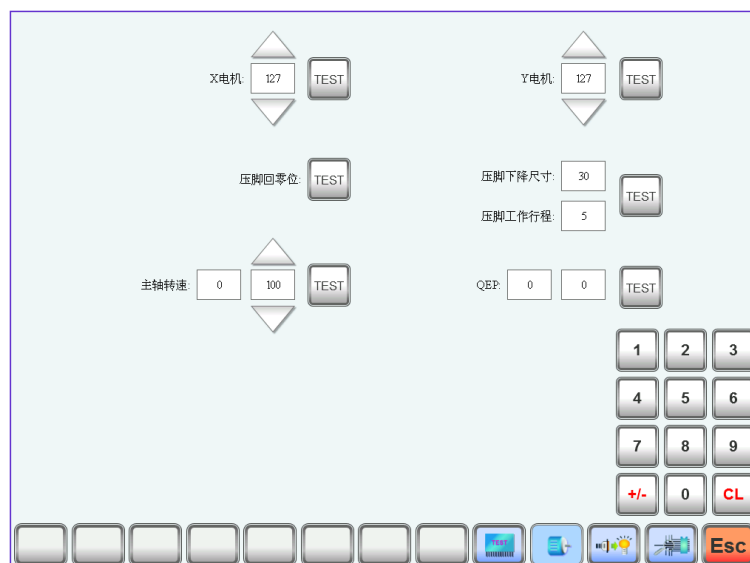 X电机: 127 TEST
Y电机: 127 TEST
压脚回零位: TEST
压脚下降尺寸: 30
TEST
压脚工作行程: 5
主轴转速: 0 100 TEST
QEP: 0 0 TEST
1 2 3
4 5 6
7 8 9
+/- 0 CL
TEST
Esc